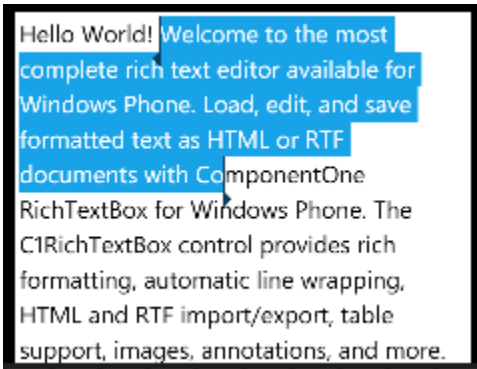 Hello World! Welcome to the most
complete rich text editor available for
Windows Phone. Load, edit, and save
formatted text as HTML or RTF
documents with ComponentOne
RichTextBox for Windows Phone. The
C1RichTextBox control provides rich
formatting, automatic line wrapping,
HTML and RTF import/export, table
support, images, annotations, and more.